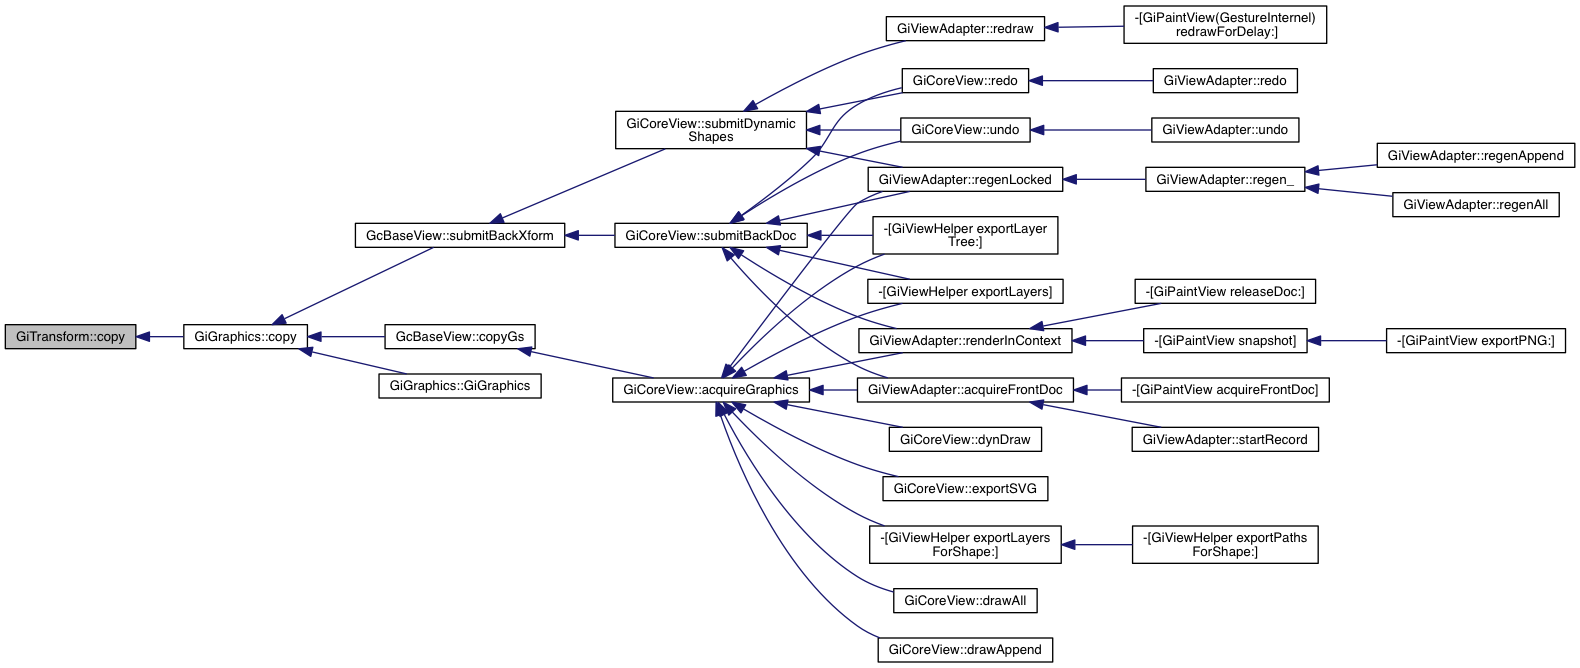 GiTransform::copy
GiGraphics::copy
GcBaseView::submitBackXform
GcBaseView::copyGs
GiGraphics::GiGraphics
GiCoreView::submitDynamic
Shapes
GiCoreView::submitBackDoc
GiCoreView::acquireGraphics
GiViewAdapter::redraw
GiCoreView::redo
GiCoreView::undo
GiViewAdapter::regenLocked
-[GiViewHelper exportLayer
Tree:]
-[GiViewHelper exportLayers]
GiViewAdapter::renderInContext
GiViewAdapter::acquireFrontDoc
GiCoreView::dynDraw
GiCoreView::exportSVG
-[GiViewHelper exportLayers
ForShape:]
GiCoreView::drawAll
GiCoreView::drawAppend
-[GiPaintView(GestureInternel)
redrawForDelay:]
GiViewAdapter::redo
GiViewAdapter::undo
GiViewAdapter::regen_
-[GiPaintView releaseDoc:]
-[GiPaintView snapshot]
-[GiPaintView acquireFrontDoc]
GiViewAdapter::startRecord
-[GiViewHelper exportPaths
ForShape:]
GiViewAdapter::regenAppend
GiViewAdapter::regenAll
-[GiPaintView exportPNG:]